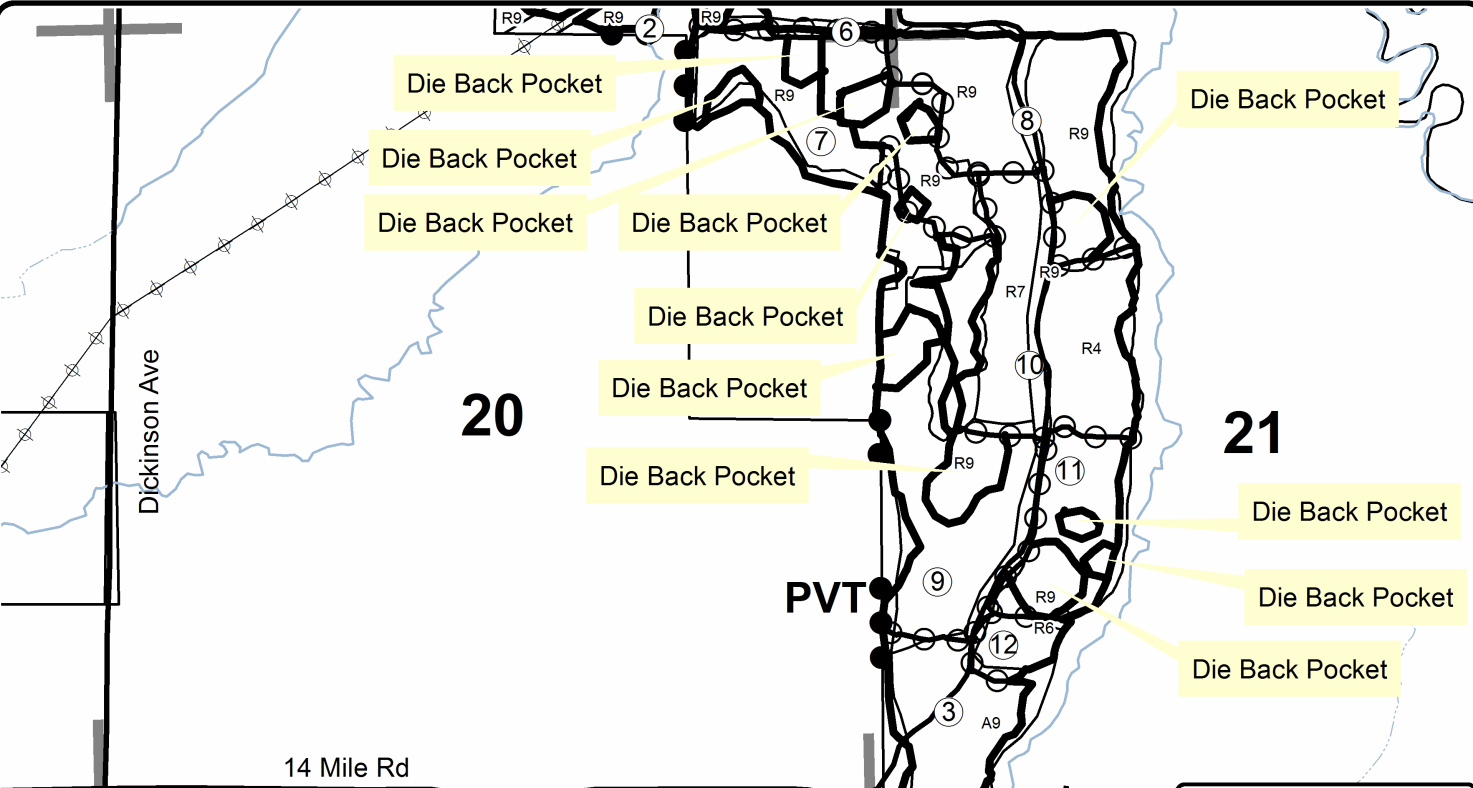 R9
R9
2
R9
6
Die Back Pocket
R9
R9
Die Back Pocket
8
R9
7
Die Back Pocket
R9
Die Back Pocket
Die Back Pocket
R9
R7
Die Back Pocket
Dickinson Ave
R4
10
Die Back Pocket
20
21
Die Back Pocket
R9
11
Die Back Pocket
9
PVT
R9
Die Back Pocket
R6
12
Die Back Pocket
3
A9
14 Mile Rd